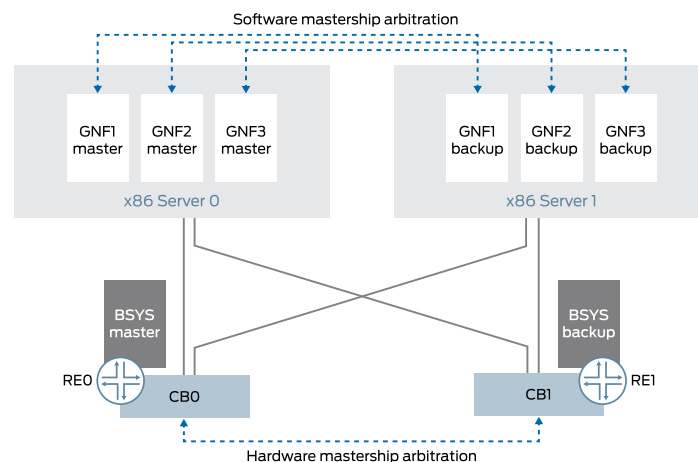 Software mastership arbitration
GNF1
master
GNF2
master
GNF3
master
GNF1
backup
GNF2
backup
GNF3
backup
x86 Server 0
x86 Server 1
BSYS
master
BSYS
backup
RE0
CB0
CB1
RE1
Hardware mastership arbitration